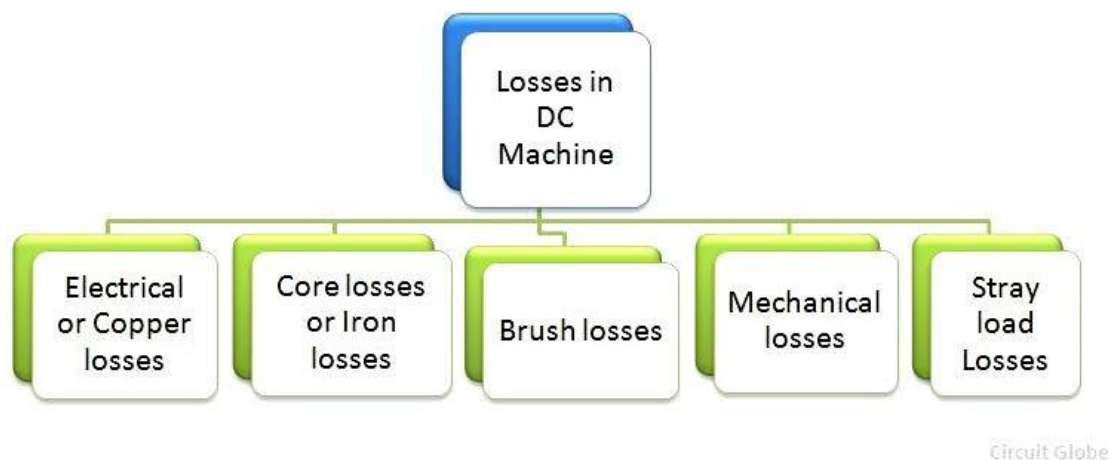 Losses in
DC
Machine
Electrical
or Copper
losses
Core losses
or Iron
losses
Brush losses
Mechanical
losses
Stray
load
Losses
Circuit Globe